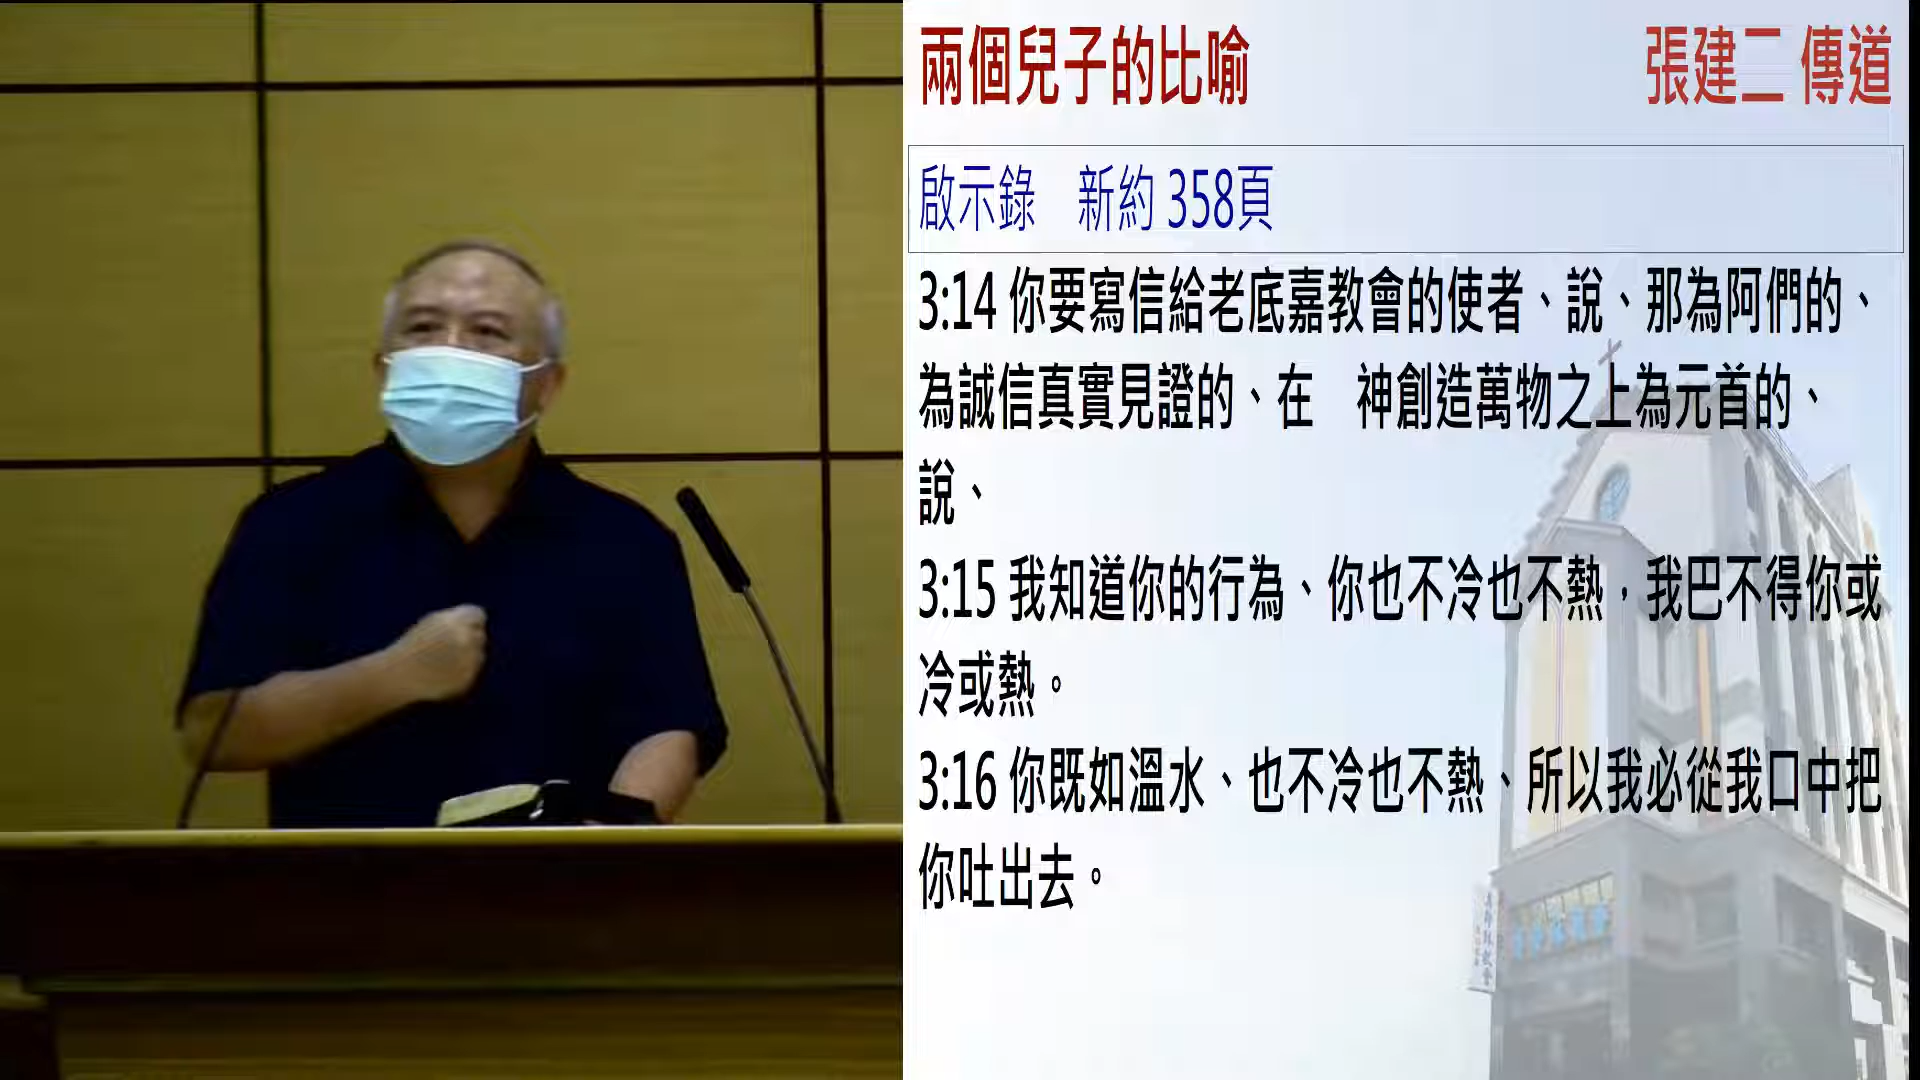 兩個兒子的比喻
張建二 傳道
啟示錄　新約 358頁
3:14 你要寫信給老底嘉教會的使者、說、那為阿們的、
為誠信真實見證的、在　神創造萬物之上為元首的、
說、
3:15 我知道你的行為、你也不冷也不熱．我巴不得你或
冷或熱。
3:16 你既如溫水、也不冷也不熱、所以我必從我口中把
你吐出去。